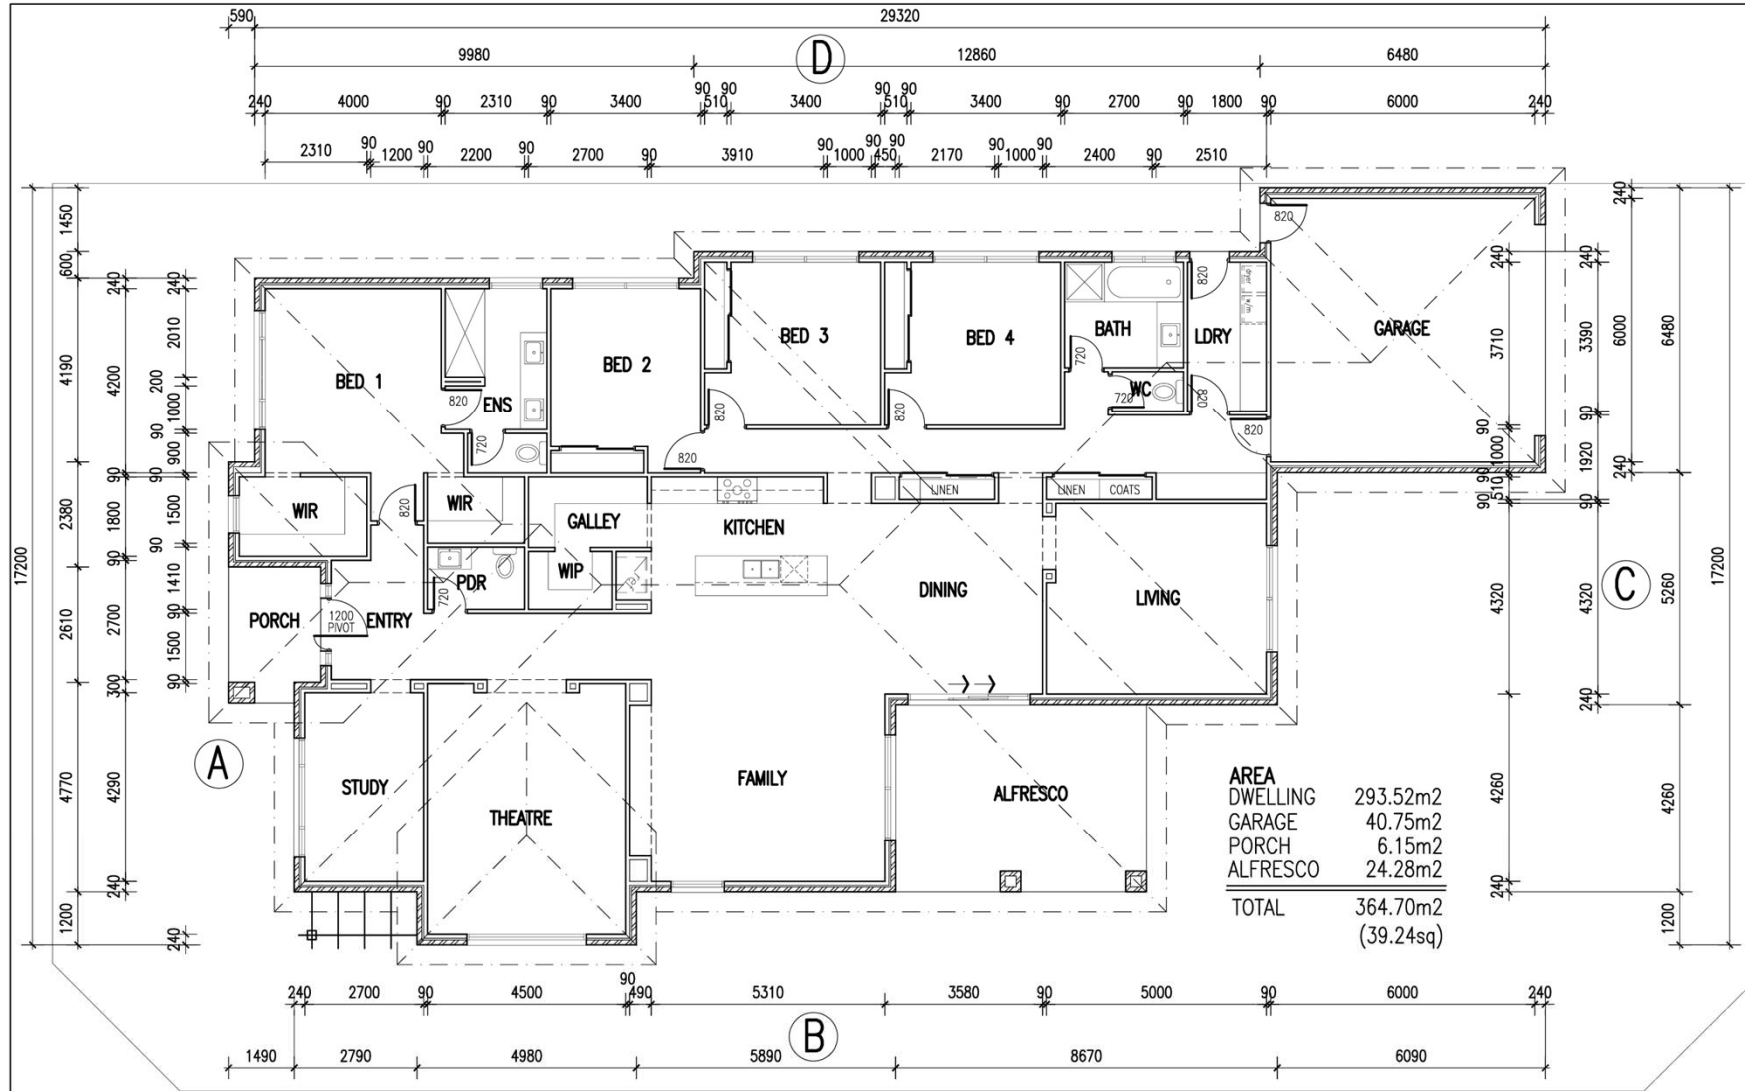 590 29320
9980 D 12860 6480
90 90 90 90
240 4000 90 2310 90 3400 510 3400 510 3400 90 2700 90 1800 90 6000 240
90 90 90 90 90 90
2310 1200 2200 90 2700 90 3910 1000 450 2170 1000 2400 90 2510
17200
1450
600
4190
2380
2610
4770
1200
240
4200
90
1800
90
2700
300
4290
240
240
2010
200
1000
90
900
90
1500
90
1410
90
1500
90
240
BED 1
ENS
820
720
BED 2
820
BED 3
820
BED 4
820
BATH
720
WC
720
LDRY
dryer
w/m
820
820
820
GARAGE
820
WIR
820
WIR
GALLEY
KITCHEN
LINEN
LINEN COATS
PDR
720
WIP
ref
DINING
LIVING
PORCH
1200
PIVOT
ENTRY
STUDY
THEATRE
FAMILY
ALFRESCO
A
C
240
3710
90
1000
90
510
90
4320
4260
240
240
3390
90
1920
90
4320
240
240
6000
240
6480
5260
4260
1200
17200
AREA
DWELLING 293.52m2
GARAGE 40.75m2
PORCH 6.15m2
ALFRESCO 24.28m2
TOTAL 364.70m2
(39.24sq)
90
240 2700 90 4500 490 5310 3580 90 5000 90 6000 240
B
1490 2790 4980 5890 8670 6090